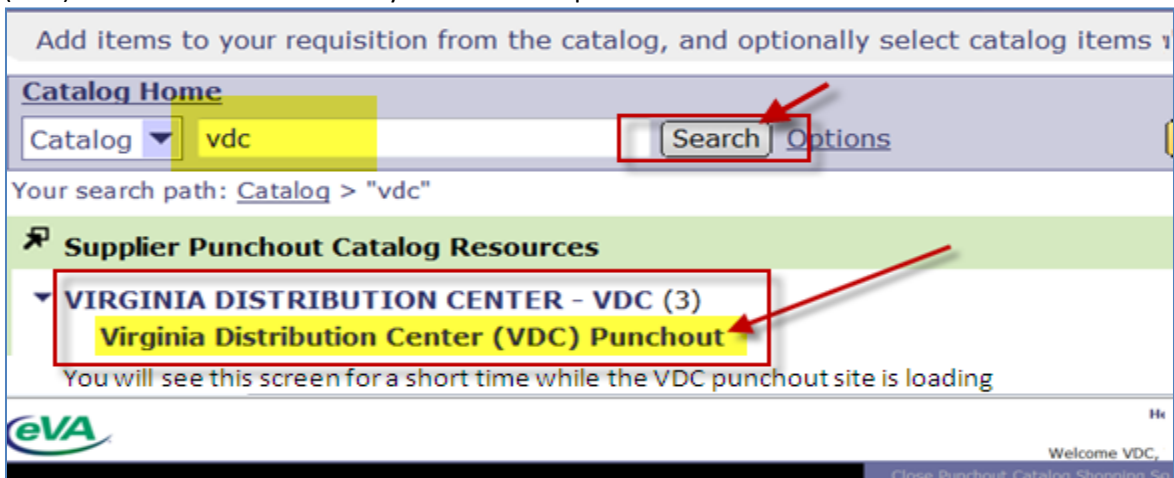 Add items to your requisition from the catalog, and optionally select catalog items
Catalog Home
Catalog vdc Search Options
Your search path: Catalog > "vdc"
Supplier Punchout Catalog Resources
VIRGINIA DISTRIBUTION CENTER - VDC (3)
Virginia Distribution Center (VDC) Punchout
You will see this screen for a short time while the VDC punchout site is loading
eVA
Welcome VDC,
Close Punchout Catalog Shopping